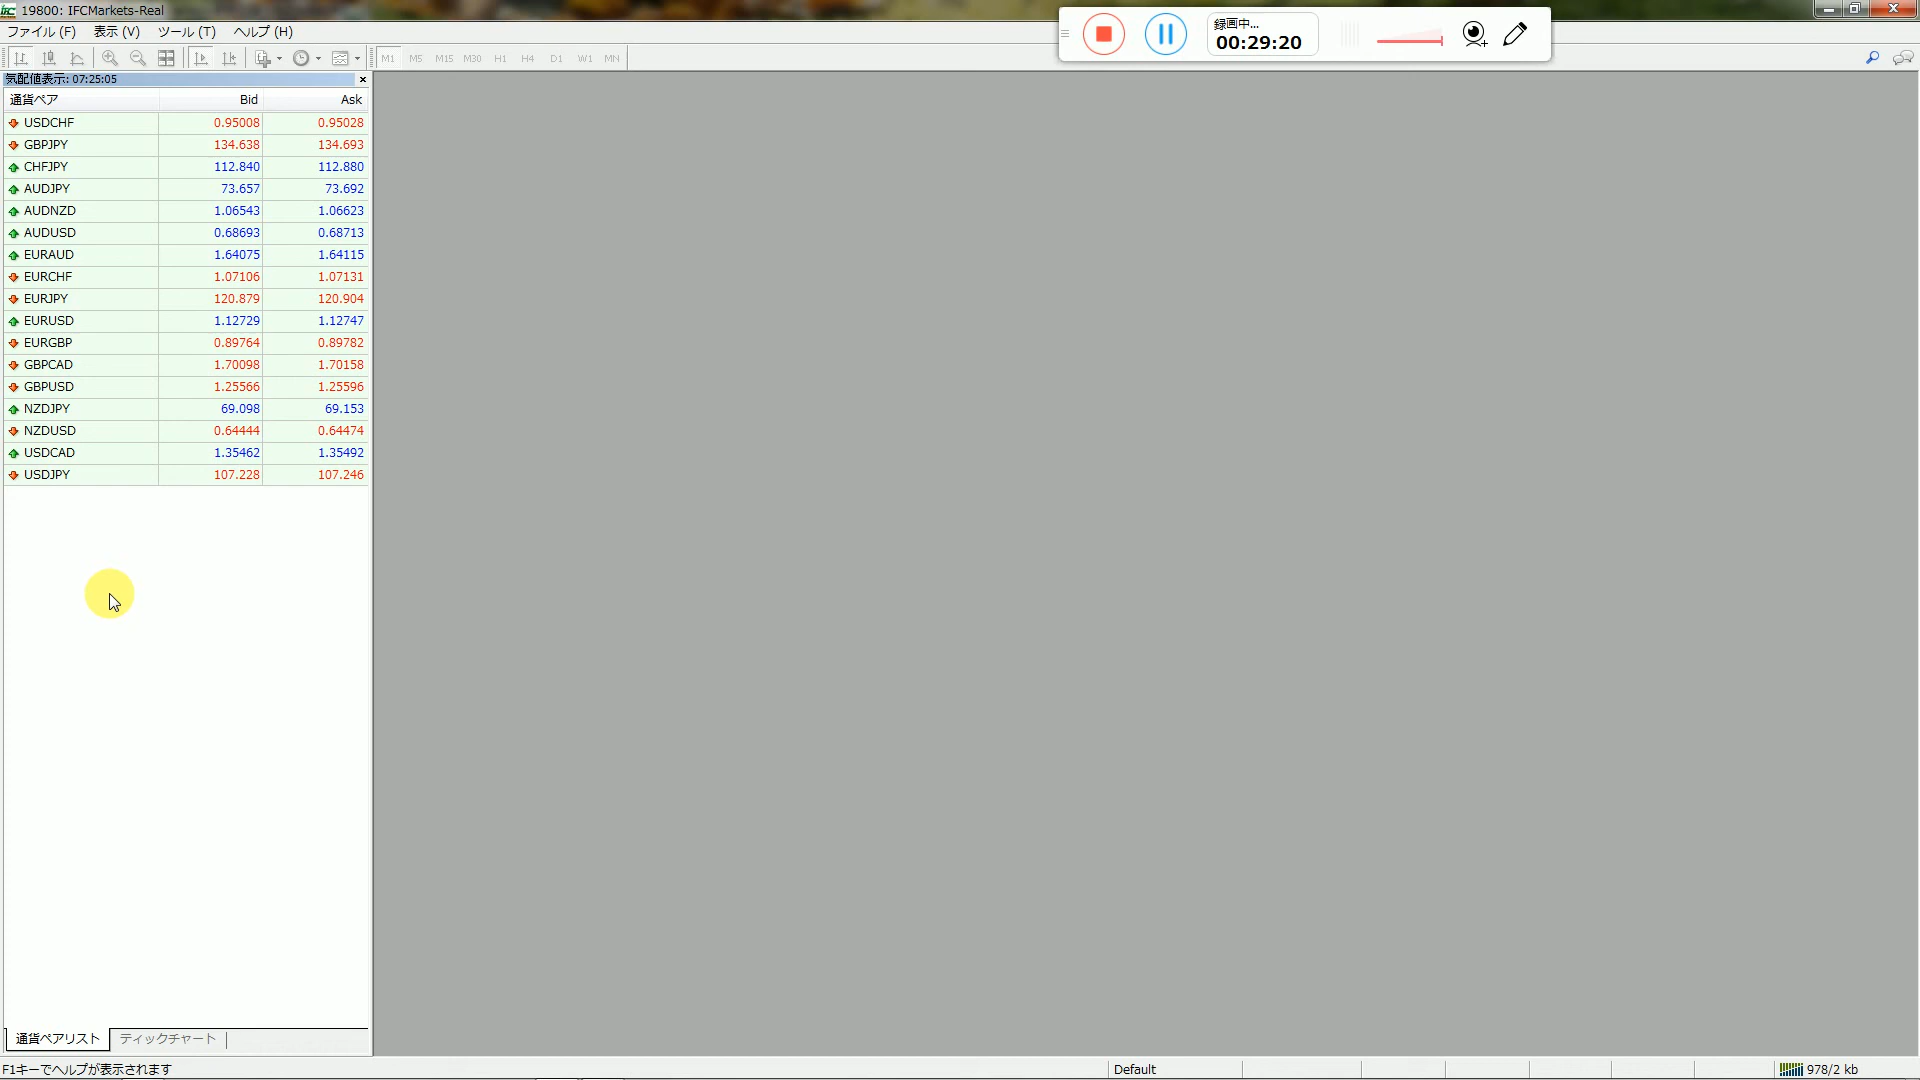 19800: IFCMarkets-Real
ファイル (F) 表示 (V) ツール (T) ヘルプ (H)
録画中...
00:29:20
M1 M5 M15 M30 H1 H4 D1 W1 MN
気配値表示: 07:25:05
通貨ペア Bid Ask
USDCHF 0.95008 0.95028
GBPJPY 134.638 134.693
CHFJPY 112.840 112.880
AUDJPY 73.657 73.692
AUDNZD 1.06543 1.06623
AUDUSD 0.68693 0.68713
EURAUD 1.64075 1.64115
EURCHF 1.07106 1.07131
EURJPY 120.879 120.904
EURUSD 1.12729 1.12747
EURGBP 0.89764 0.89782
GBPCAD 1.70098 1.70158
GBPUSD 1.25566 1.25596
NZDJPY 69.098 69.153
NZDUSD 0.64444 0.64474
USDCAD 1.35462 1.35492
USDJPY 107.228 107.246
通貨ペアリスト ティックチャート
F1キーでヘルプが表示されます Default 978/2 kb